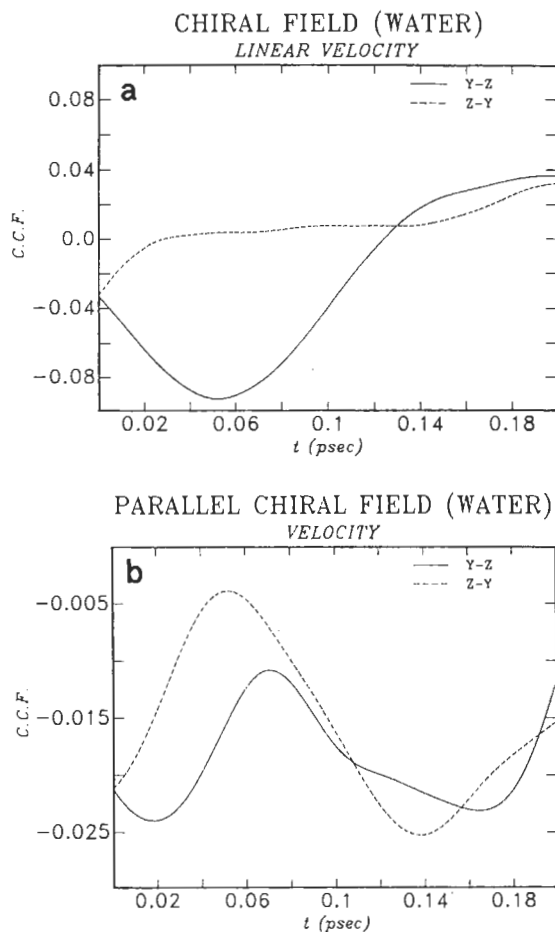 CHIRAL FIELD (WATER)
LINEAR VELOCITY
a
Y-Z
Z-Y
0.08
0.04
0.0
-0.04
-0.08
C.C.F.
0.02 0.06 0.1 0.14 0.18
t (psec)
PARALLEL CHIRAL FIELD (WATER)
VELOCITY
b
Y-Z
Z-Y
-0.005
-0.015
-0.025
C.C.F.
0.02 0.06 0.1 0.14 0.18
t (psec)